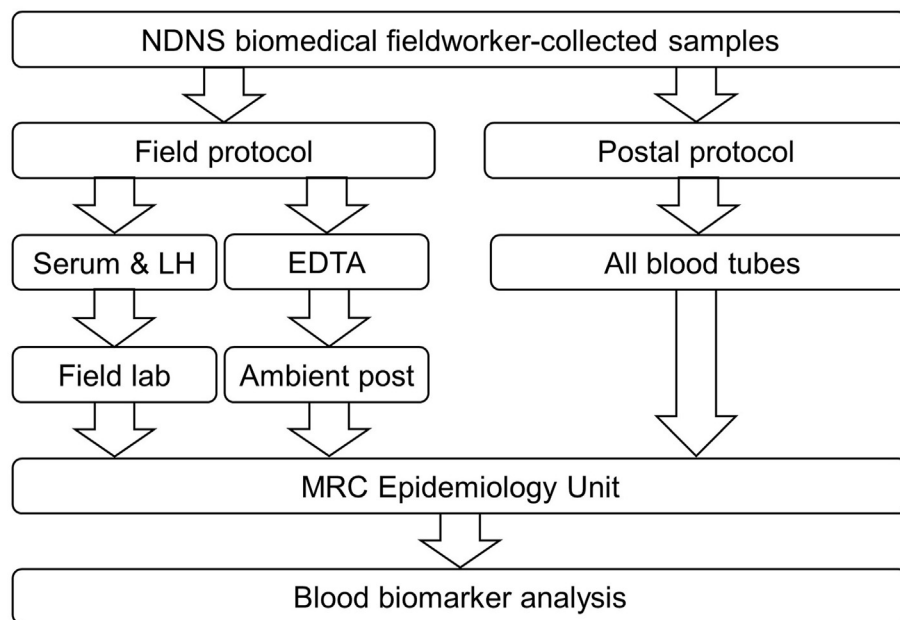 NDNS biomedical fieldworker-collected samples
Field protocol
Postal protocol
Serum & LH
EDTA
All blood tubes
Field lab
Ambient post
MRC Epidemiology Unit
Blood biomarker analysis